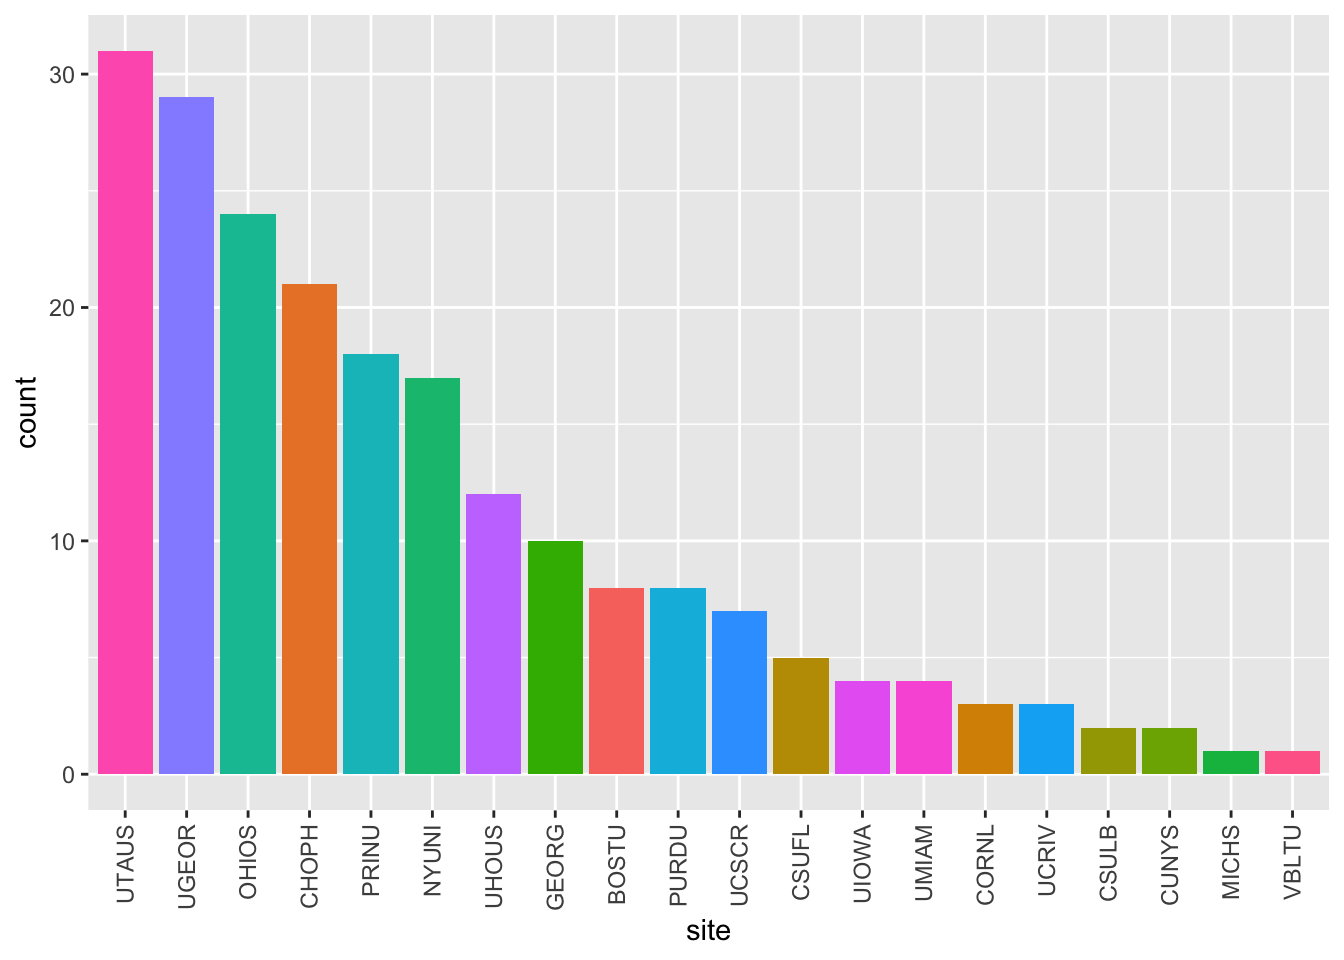 30
20
10
0
count
UTAUS
UGEOR
OHIOS
CHOPH
PRINU
NYUNI
UHOUS
GEORG
BOSTU
PURDU
UCSCR
CSUFL
UIOWA
UMIAM
CORNL
UCRIV
CSULB
CUNYS
MICHS
VBLTU
site